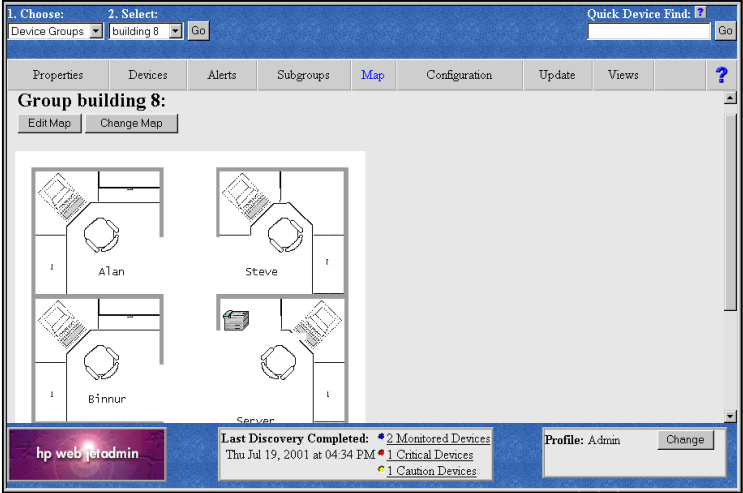 1. Choose: 2. Select: Quick Device Find: ?
Device Groups building 8 Go Go
Properties Devices Alerts Subgroups Map Configuration Update Views ?
Group building 8:
Edit Map Change Map
Alan Steve
Binnur
Server
hp web jetadmin
Last Discovery Completed:
Thu Jul 19, 2001 at 04:34 PM
2 Monitored Devices
1 Critical Devices
1 Caution Devices
Profile: Admin Change